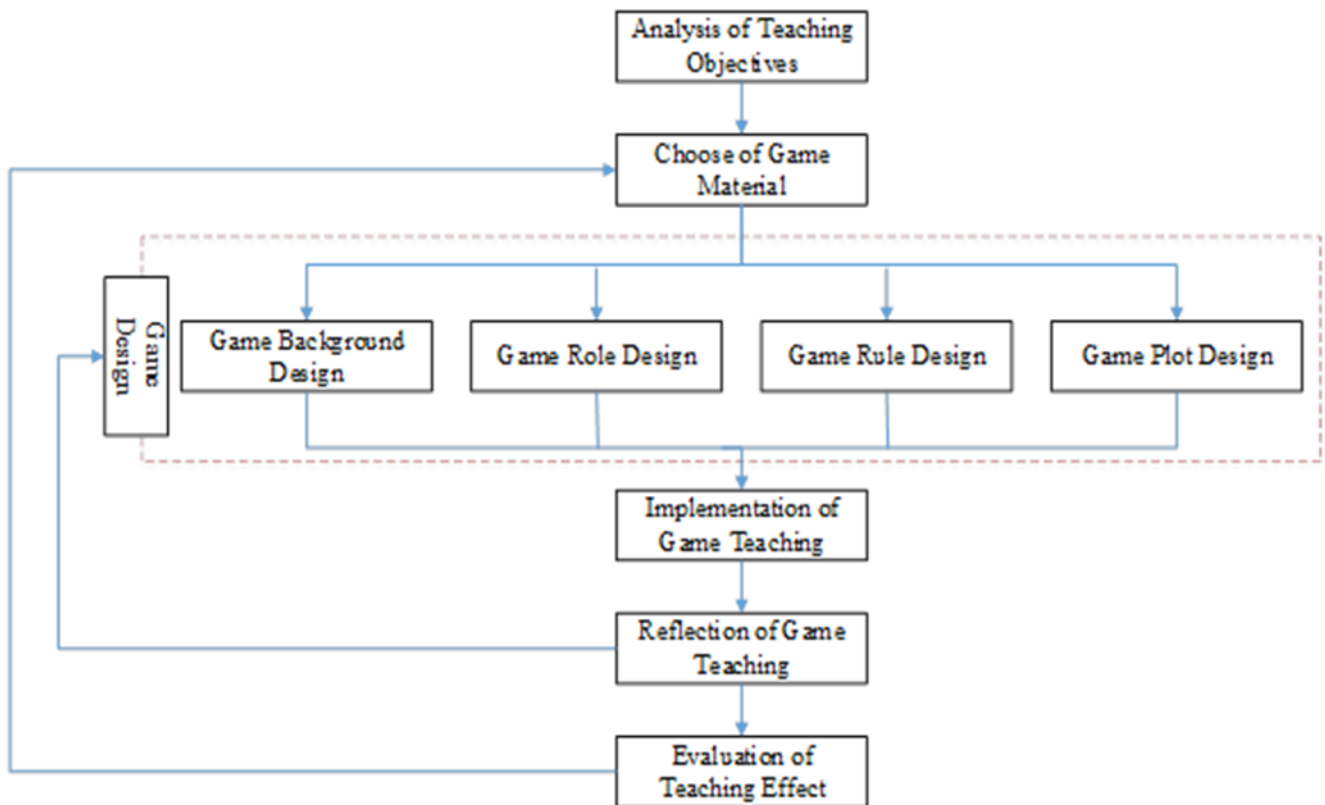 Analysis of Teaching
Objectives
Choose of Game
Material
Game
Design
Game Background
Design
Game Role Design
Game Rule Design
Game Plot Design
Implementation of
Game Teaching
Reflection of Game
Teaching
Evaluation of
Teaching Effect